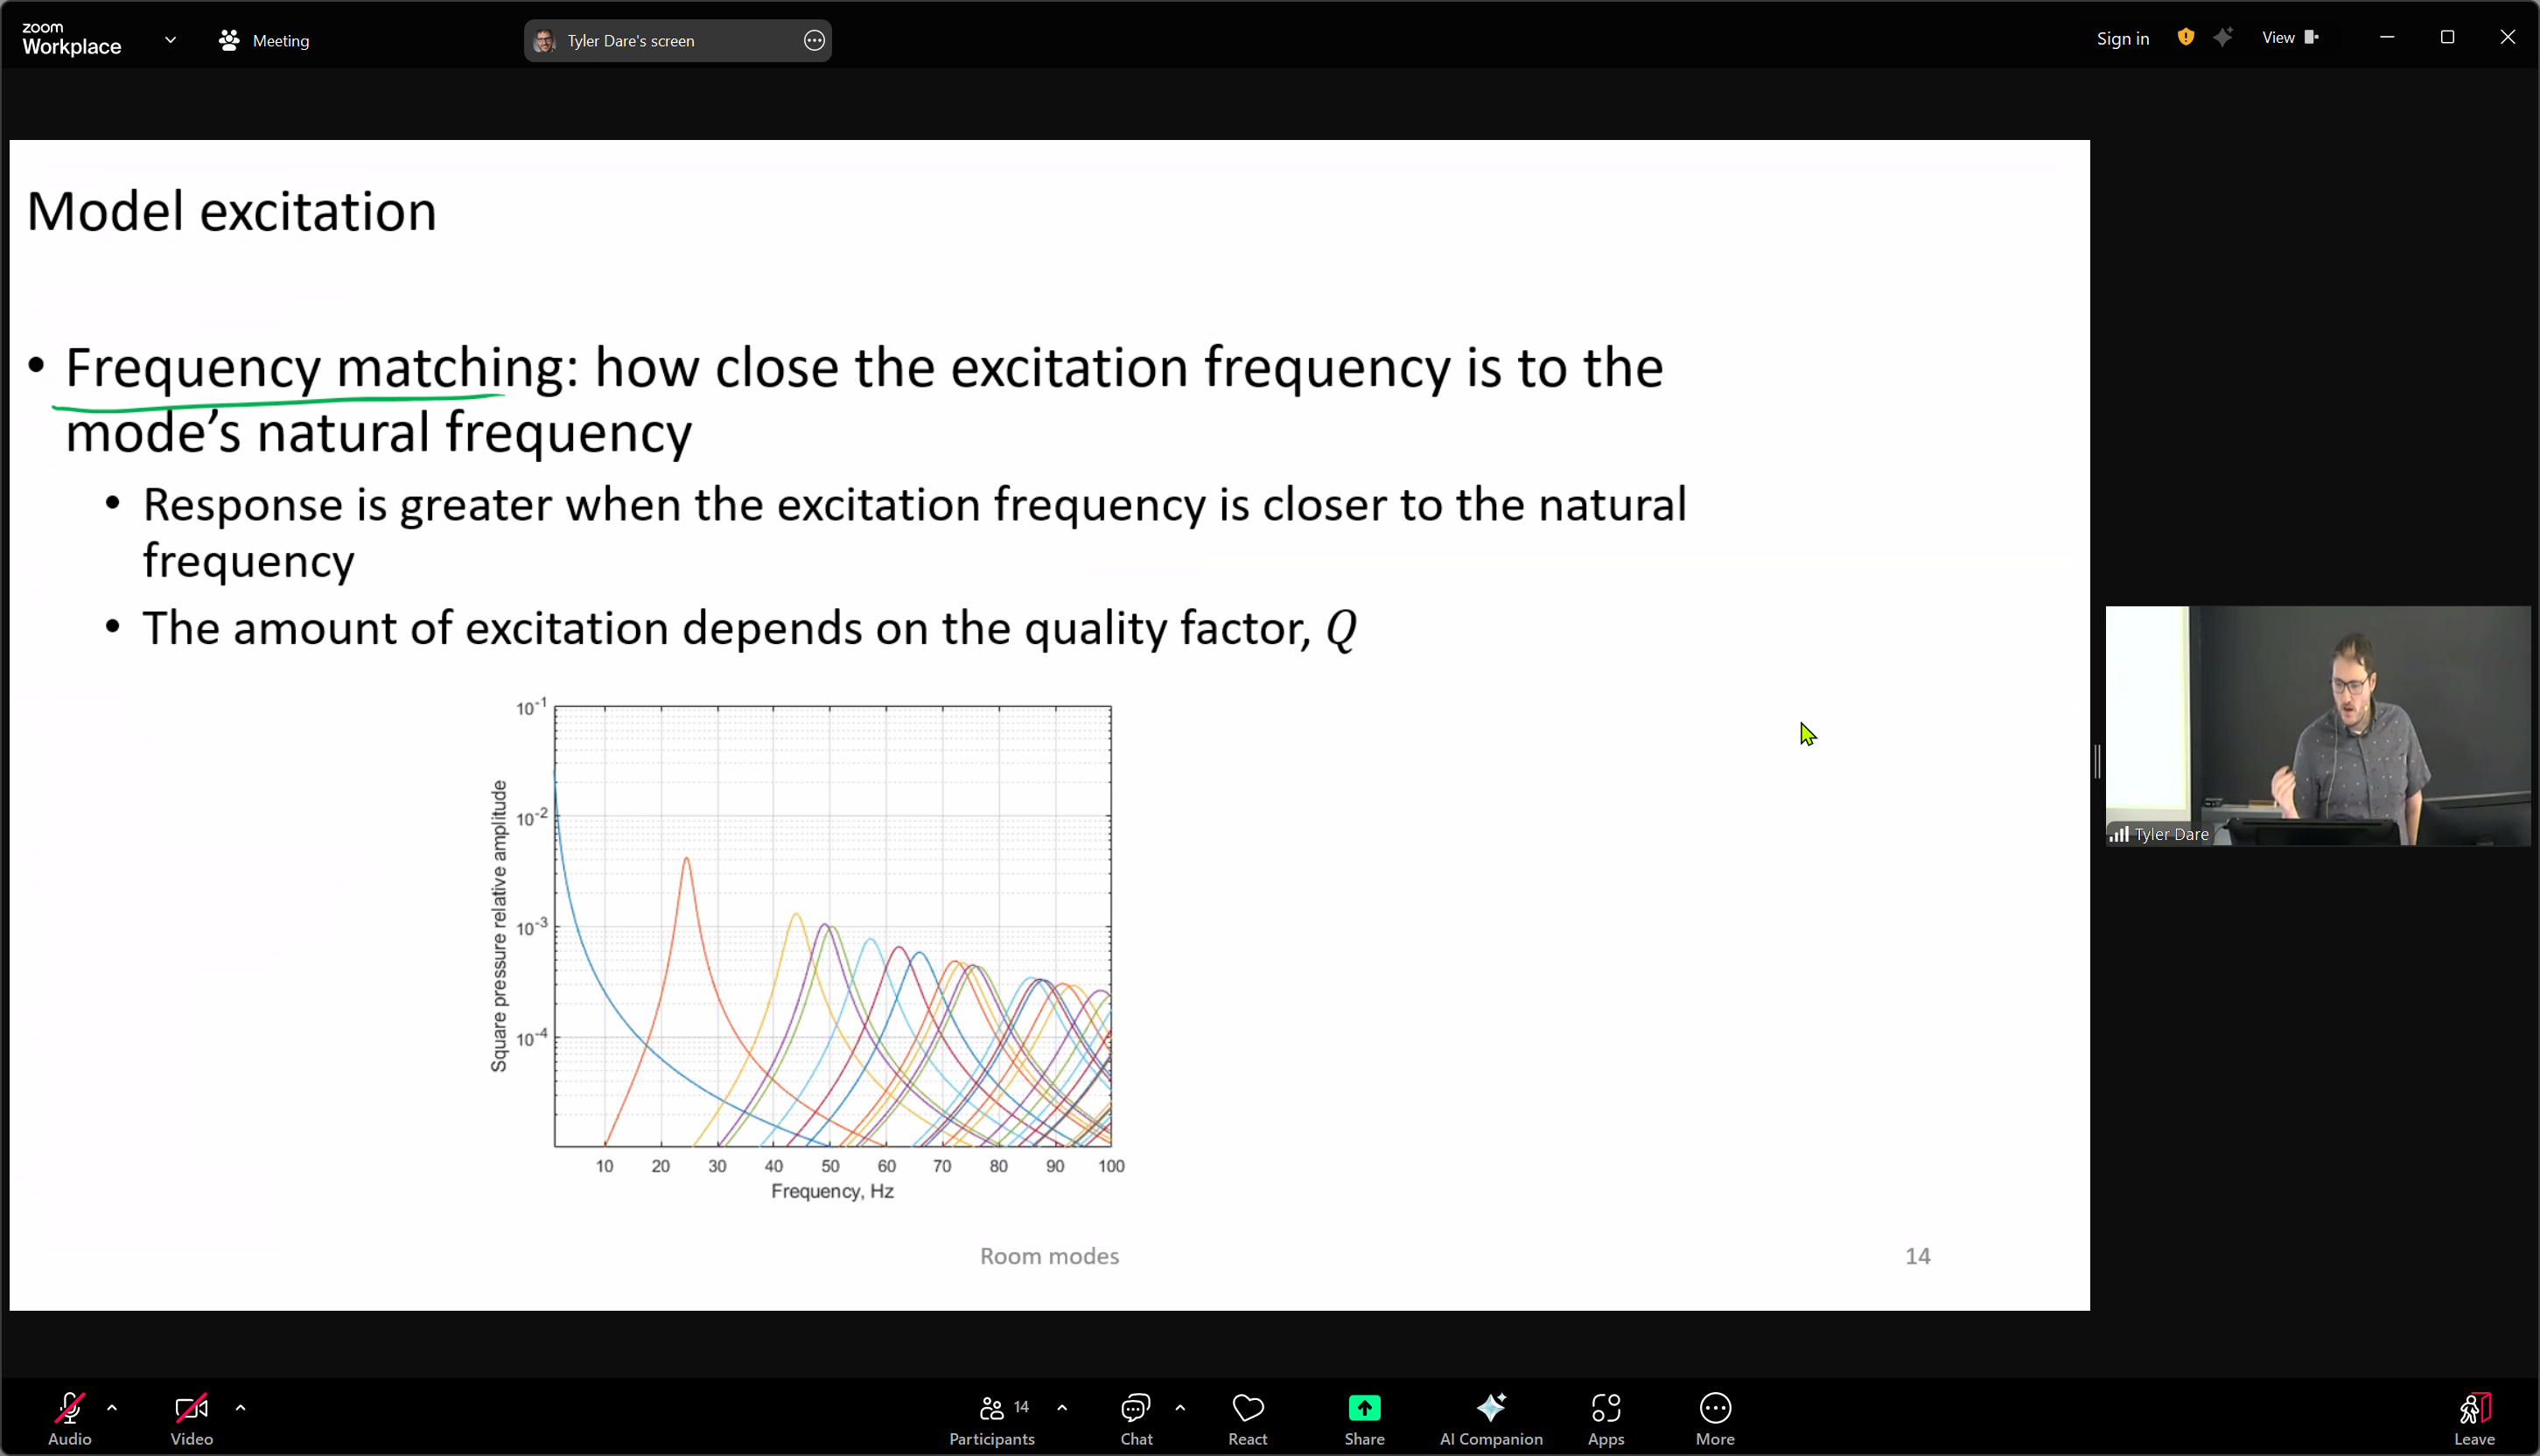 zoom
Workplace
Meeting
Tyler Dare's screen
Sign in
View
Model excitation
• Frequency matching: how close the excitation frequency is to the
mode's natural frequency
• Response is greater when the excitation frequency is closer to the natural
frequency
• The amount of excitation depends on the quality factor, Q
10⁻¹
10⁻²
10⁻³
10⁻⁴
Square pressure relative amplitude
10 20 30 40 50 60 70 80 90 100
Frequency, Hz
Room modes
14
Tyler Dare
Audio
Video
14
Participants
Chat
React
Share
AI Companion
Apps
More
Leave